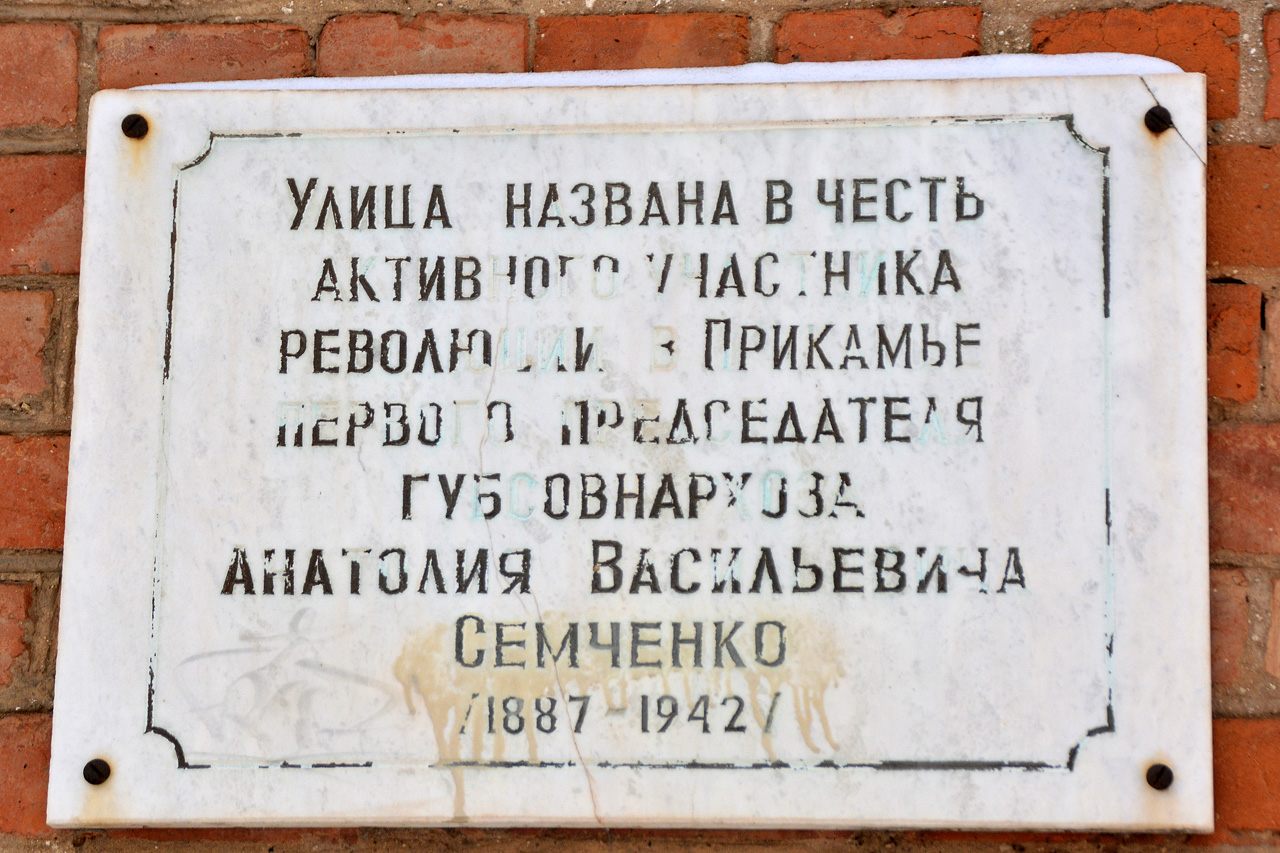 Улица названа в честь
активного участника
революции в Прикамье
первого председателя
губсовнархоза
Анатолия Васильевича
Семченко
/1887-1942/